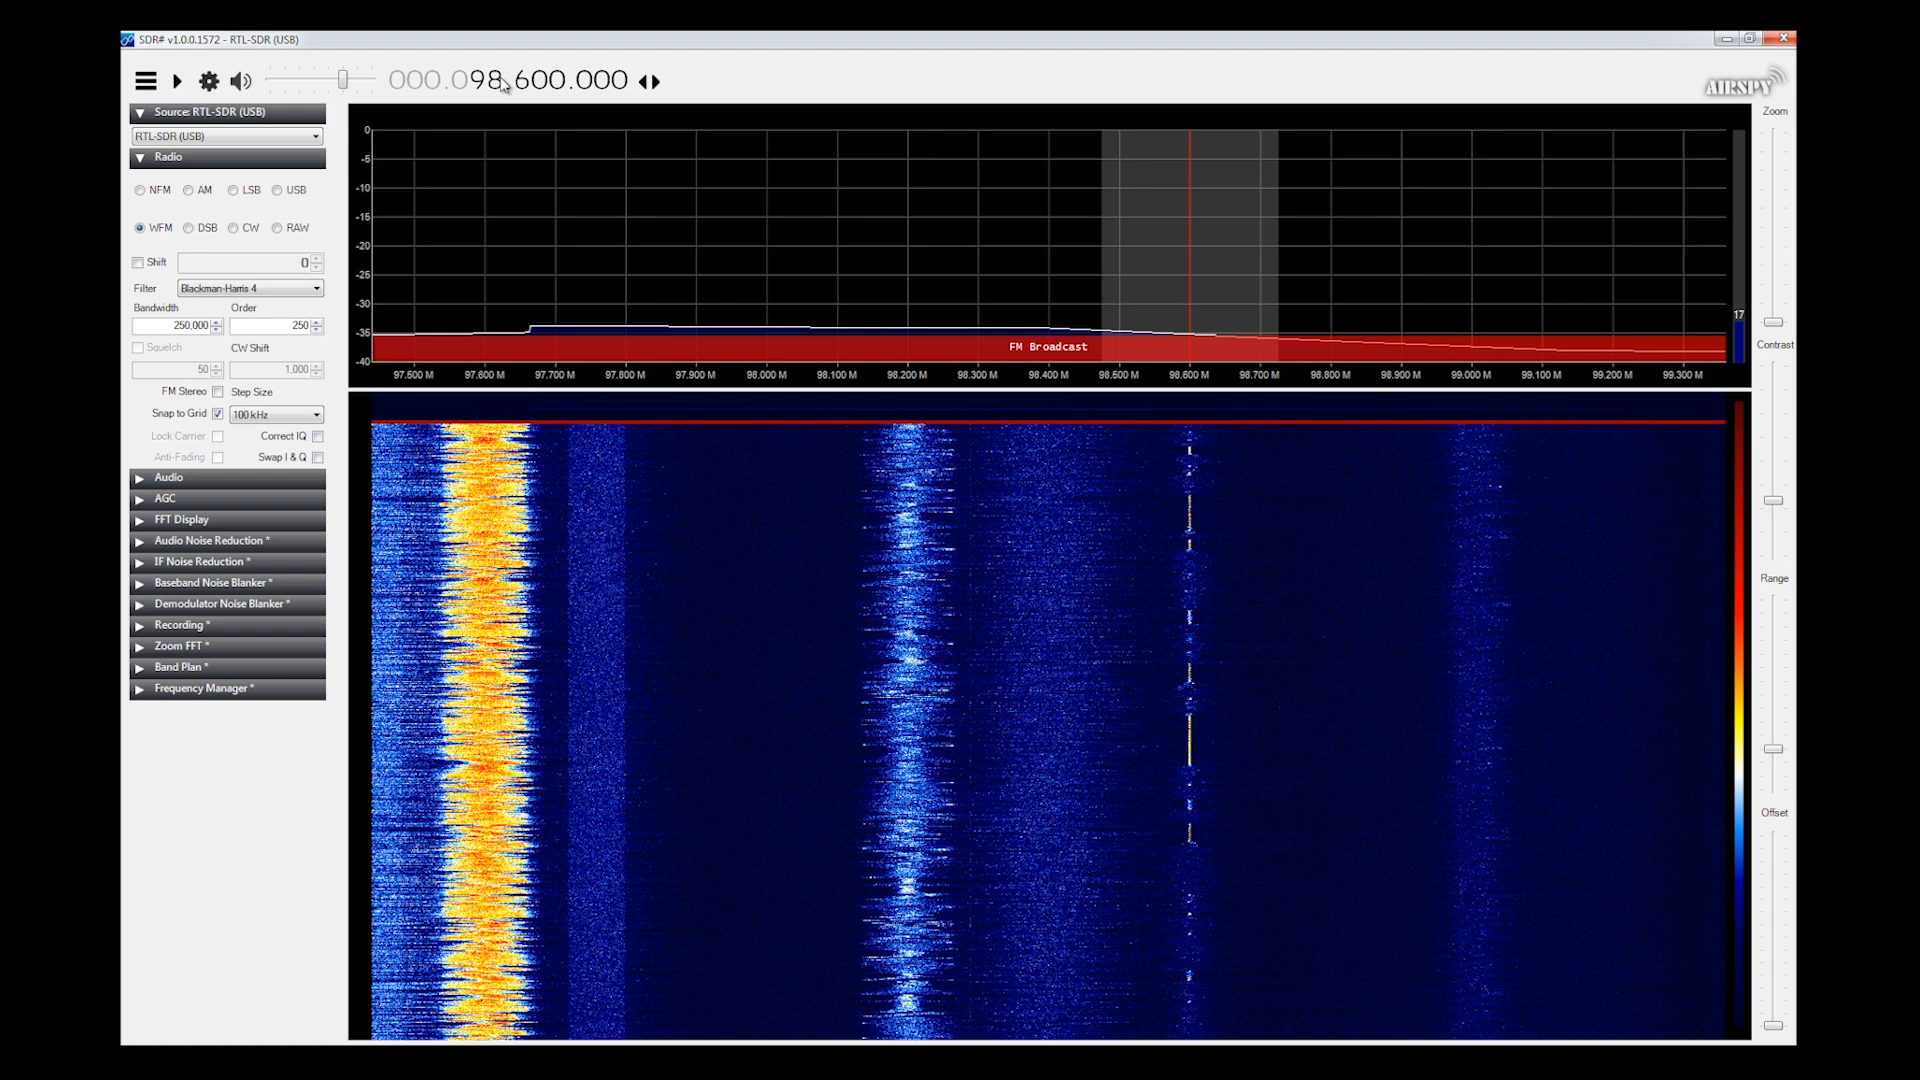 SDR# v1.0.0.1572 - RTL-SDR (USB)
000.098.600.000
AIRSPY
Source: RTL-SDR (USB)
RTL-SDR (USB)
Radio
NFM AM LSB USB
WFM DSB CW RAW
Shift 0
Filter Blackman-Harris 4
Bandwidth Order
250.000 250
Squelch CW Shift
50 1,000
FM Stereo Step Size
Snap to Grid 100 kHz
Lock Carrier Correct IQ
Anti-Fading Swap I & Q
Audio
AGC
FFT Display
Audio Noise Reduction *
IF Noise Reduction *
Baseband Noise Blanker *
Demodulator Noise Blanker *
Recording *
Zoom FFT *
Band Plan *
Frequency Manager *
0
-5
-10
-15
-20
-25
-30
-35
-40
17
FM Broadcast
97.500 M 97.600 M 97.700 M 97.800 M 97.900 M 98.000 M 98.100 M 98.200 M 98.300 M 98.400 M 98.500 M 98.600 M 98.700 M 98.800 M 98.900 M 99.000 M 99.100 M 99.200 M 99.300 M
Zoom
Contrast
Range
Offset